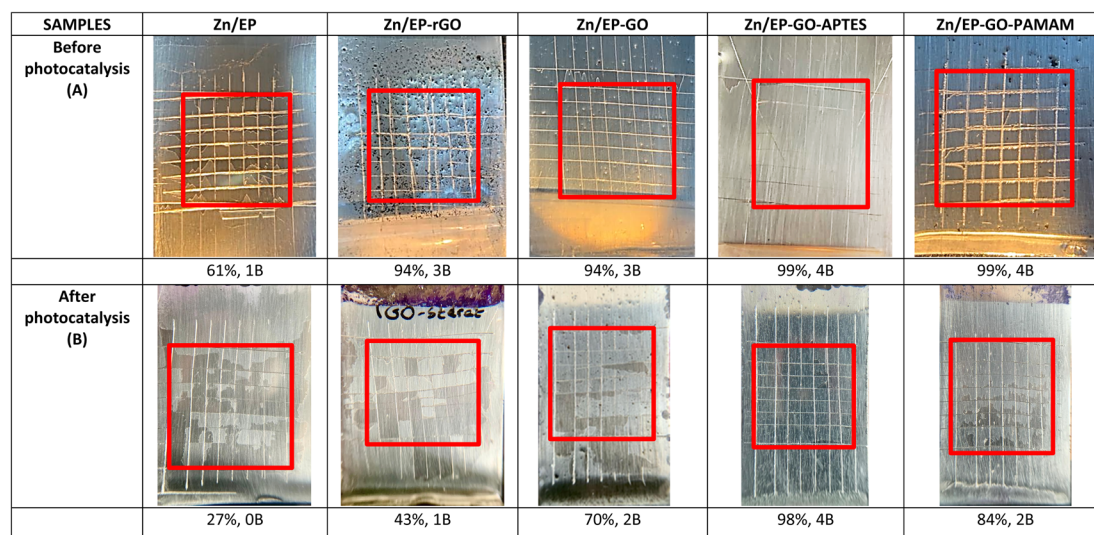 SAMPLES Zn/EP Zn/EP-rGO Zn/EP-GO Zn/EP-GO-APTES Zn/EP-GO-PAMAM
Before
photocatalysis
(A)
61%, 1B 94%, 3B 94%, 3B 99%, 4B 99%, 4B
After
photocatalysis
(B)
27%, 0B 43%, 1B 70%, 2B 98%, 4B 84%, 2B